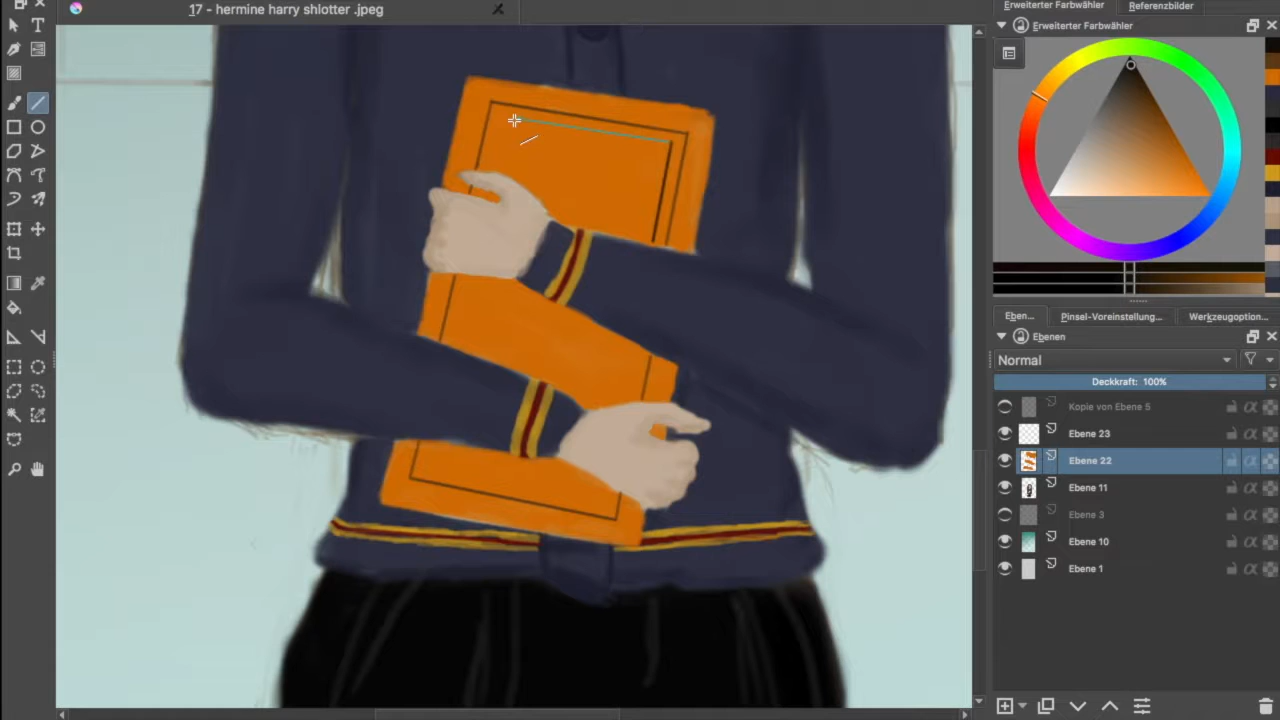 17 - hermine harry shlotter .jpeg
Erweiterter Farbwähler
Referenzbilder
Erweiterter Farbwähler
Eben...
Pinsel-Voreinstellung...
Werkzeugoption...
Ebenen
Normal
Deckkraft: 100%
Kopie von Ebene 5
Ebene 23
Ebene 22
Ebene 11
Ebene 3
Ebene 10
Ebene 1